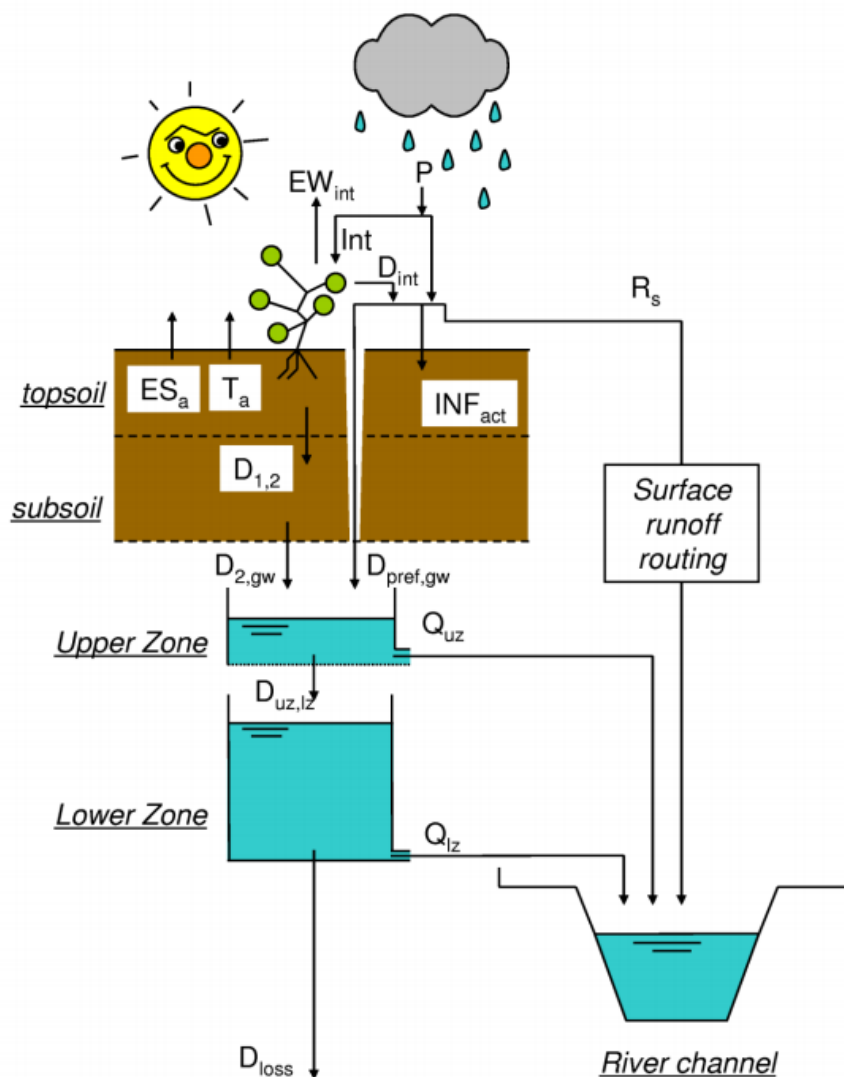 P
EW_int
Int
D_int
R_s
ES_a
T_a
INF_act
topsoil
D_1,2
subsoil
Surface
runoff
routing
D_2,gw
D_pref,gw
Q_uz
Upper Zone
D_uz,lz
Lower Zone
Q_lz
D_loss
River channel